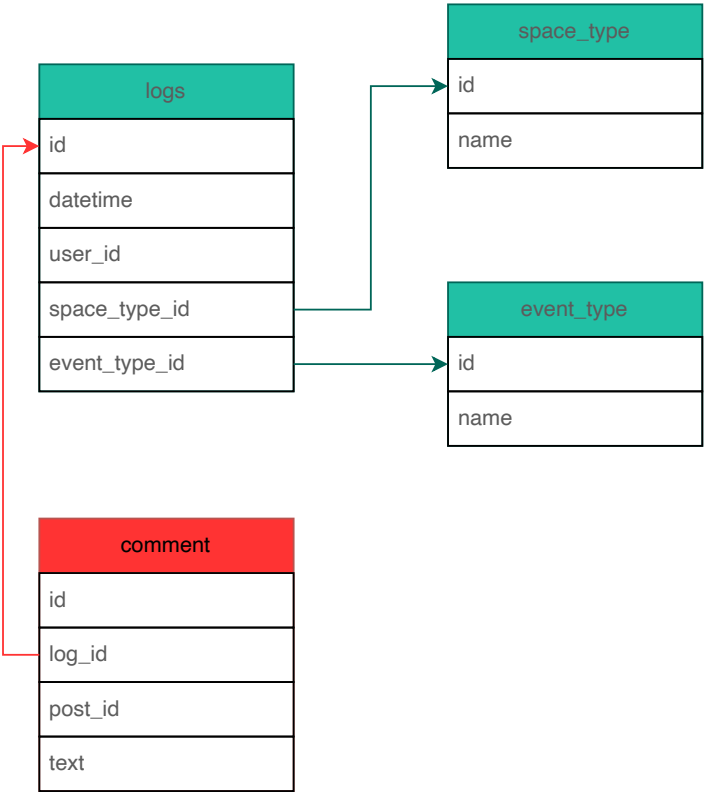 logs
id
datetime
user_id
space_type_id
event_type_id
space_type
id
name
event_type
id
name
comment
id
log_id
post_id
text